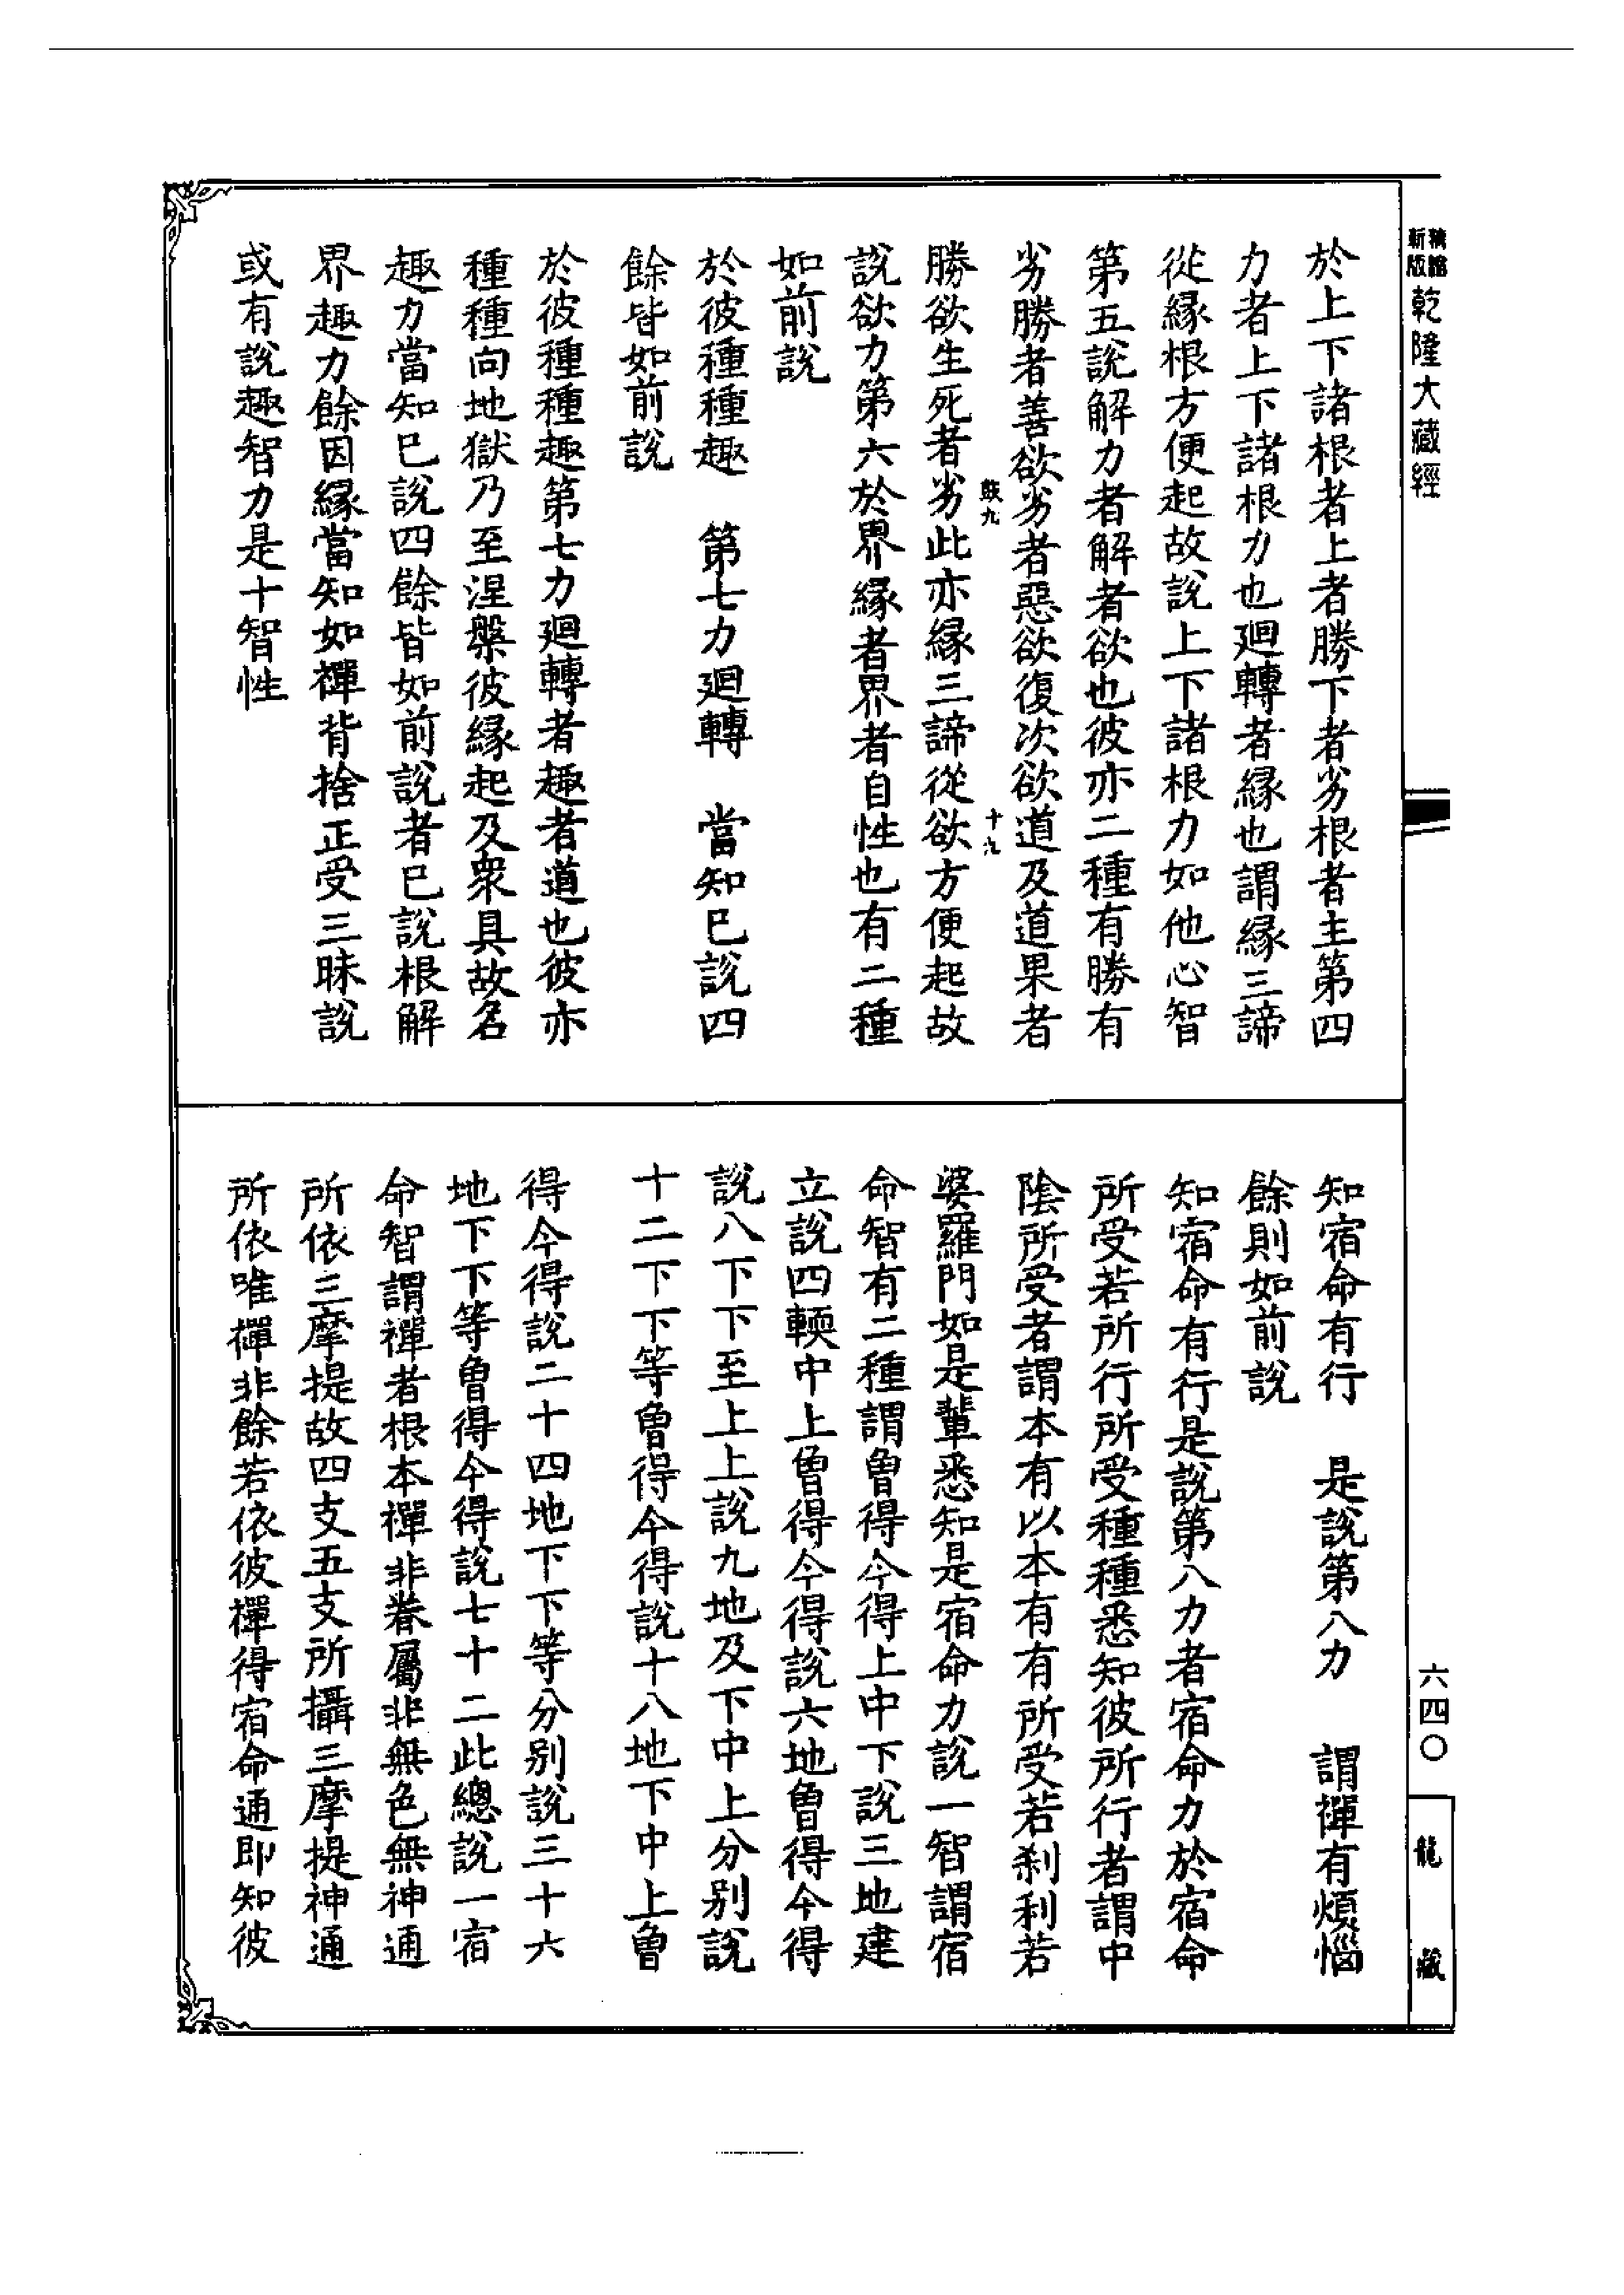 精縮新版乾隆大藏經
於上下諸根者上者勝下者劣根者主第四
力者上下諸根力也廻轉者緣也謂緣三諦
從緣根方便起故說上下諸根力如他心智
第五說解力者解者欲也彼亦二種有勝有
劣勝者善欲劣者惡欲復次欲道及道果者
勝欲生死者劣此亦緣三諦從欲方便起故
說欲力第六於界緣者界者自性也有二種
如前說
於彼種種趣　第七力廻轉　當知已說四
餘皆如前說
於彼種種趣第七力廻轉者趣者道也彼亦
種種向地獄乃至涅槃彼緣起及眾具故名
趣力當知已說四餘皆如前說者已說根解
界趣力餘因緣當知如禪背捨正受三昧說
或有說趣智力是十智性
十九
知宿命有行　是說第八力　謂禪有煩惱
餘則如前說
知宿命有行是說第八力者宿命力於宿命
所受若所行所受種種悉知彼所行者謂中
陰所受者謂本有以本有有所受若剎利若
婆羅門如是輩悉知是宿命力說一智謂宿
命智有二種謂曾得今得上中下說三地建
立說四輭中上曾得今得說六地曾得今得
說八下下至上上說九地及下中上分別說
十二下下等曾得今得說十八地下中上曾
得今得說二十四地下下等分別說三十六
地下下等曾得今得說七十二此總說一宿
命智謂禪者根本禪非眷屬非無色無神通
所依三摩提故四支五支所攝三摩提神通
所依唯禪非餘若依彼禪得宿命通即知彼
六四〇
龍藏